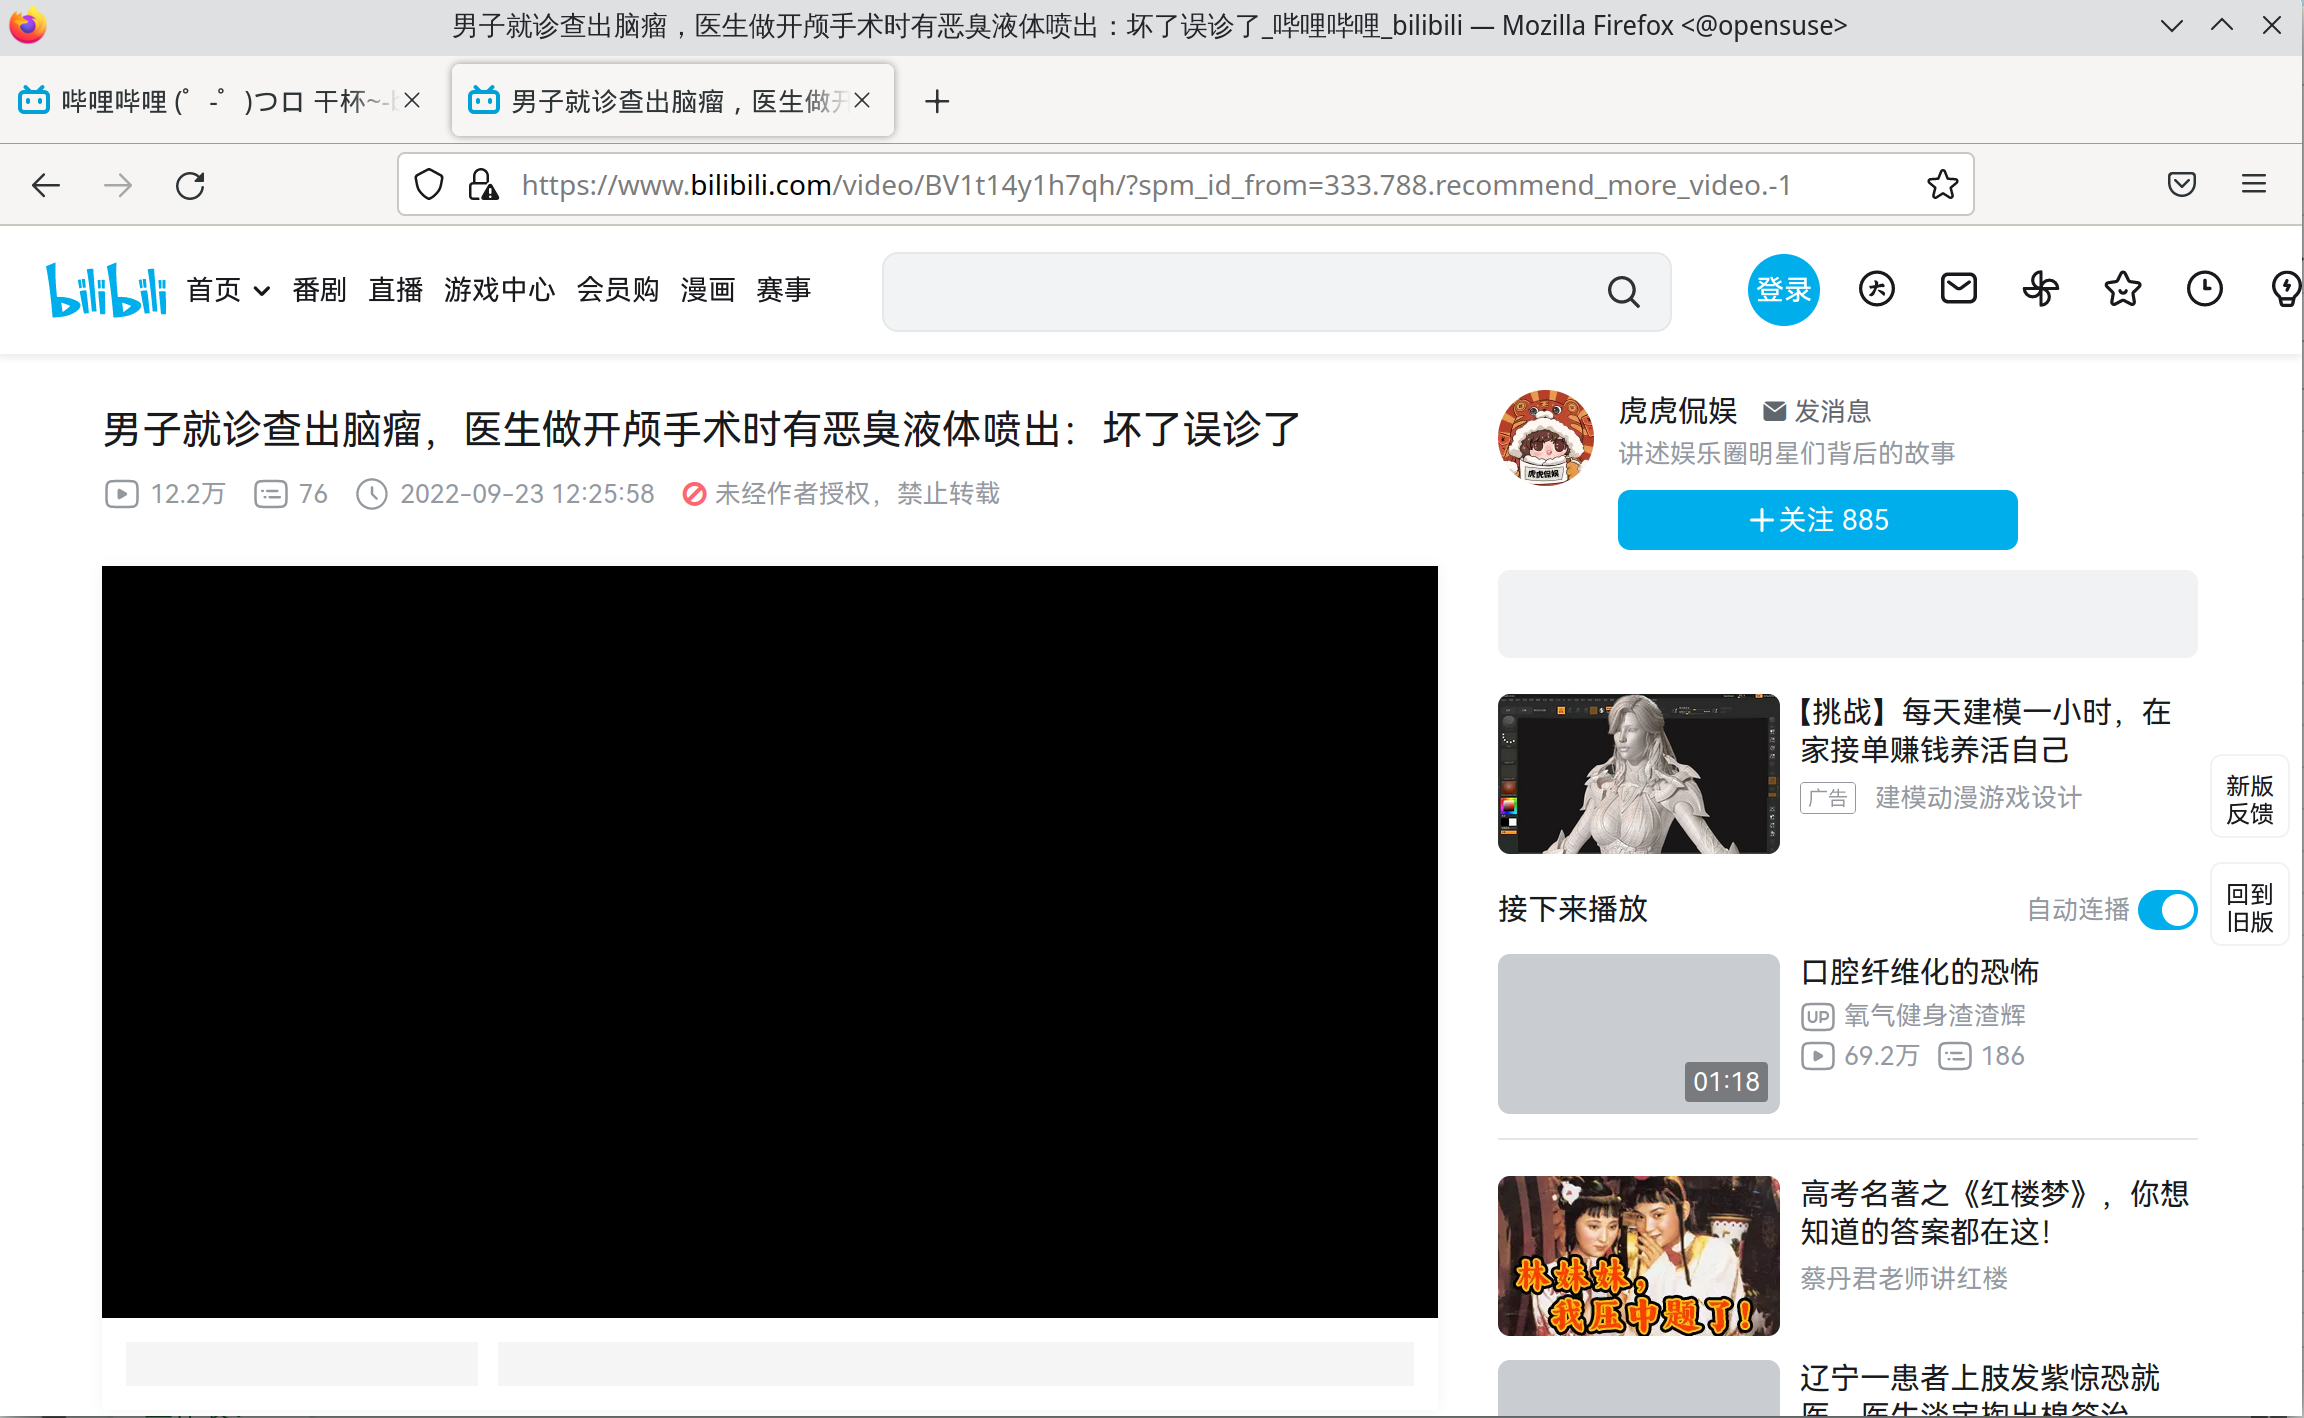 男子就诊查出脑瘤，医生做开颅手术时有恶臭液体喷出：坏了误诊了_哔哩哔哩_bilibili — Mozilla Firefox <@opensuse>
哔哩哔哩 (゜-゜)つロ 干杯~-b
男子就诊查出脑瘤，医生做开
https://www.bilibili.com/video/BV1t14y1h7qh/?spm_id_from=333.788.recommend_more_video.-1
bilibili 首页 番剧 直播 游戏中心 会员购 漫画 赛事
登录
男子就诊查出脑瘤，医生做开颅手术时有恶臭液体喷出：坏了误诊了
12.2万 76 2022-09-23 12:25:58 未经作者授权，禁止转载
虎虎侃娱
虎虎侃娱 发消息
讲述娱乐圈明星们背后的故事
+关注 885
【挑战】每天建模一小时，在
家接单赚钱养活自己
广告 建模动漫游戏设计
新版
反馈
回到
旧版
接下来播放 自动连播
01:18
口腔纤维化的恐怖
UP 氧气健身渣渣辉
69.2万 186
林妹妹，
我压中题了！
高考名著之《红楼梦》，你想
知道的答案都在这！
蔡丹君老师讲红楼
辽宁一患者上肢发紫惊恐就
医，医生淡定掏出棉签治